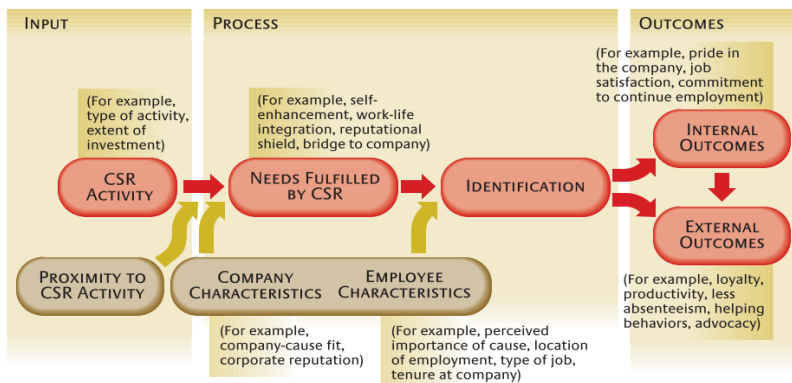 INPUT
PROCESS
OUTCOMES
(For example,
type of activity,
extent of
investment)
CSR
ACTIVITY
PROXIMITY TO
CSR ACTIVITY
(For example, self-
enhancement, work-life
integration, reputational
shield, bridge to company)
NEEDS FULFILLED
BY CSR
IDENTIFICATION
COMPANY
CHARACTERISTICS
EMPLOYEE
CHARACTERISTICS
(For example,
company-cause fit,
corporate reputation)
(For example, perceived
importance of cause, location
of employment, type of job,
tenure at company)
(For example, pride in
the company, job
satisfaction, commitment
to continue employment)
INTERNAL
OUTCOMES
EXTERNAL
OUTCOMES
(For example, loyalty,
productivity, less
absenteeism, helping
behaviors, advocacy)